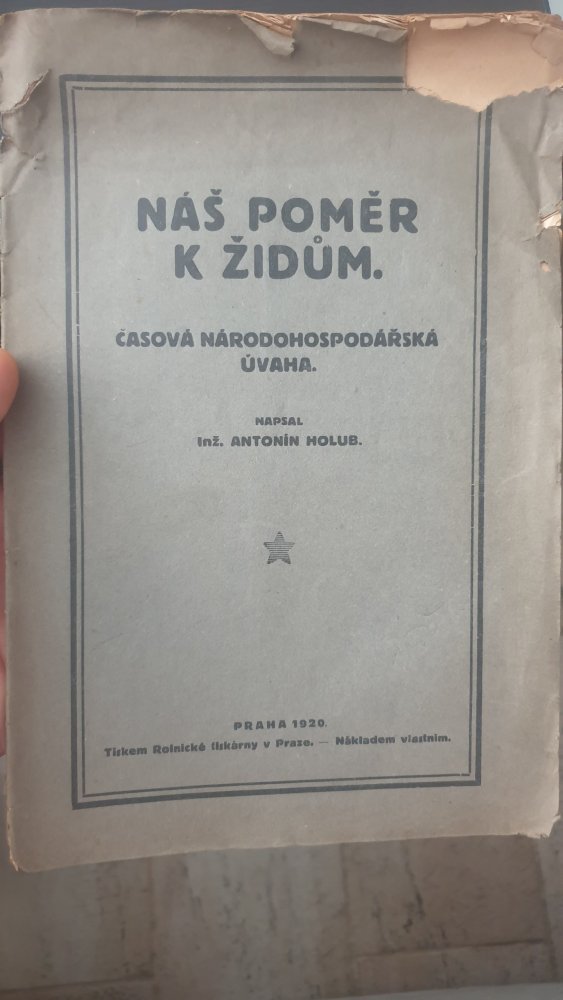 NÁŠ POMĚR
K ŽIDŮM.
ČASOVÁ NÁRODOHOSPODÁŘSKÁ
ÚVAHA.
NAPSAL
Inž. ANTONÍN HOLUB.
PRAHA 1920.
Tiskem Rolnické tiskárny v Praze. — Nákladem vlastním.